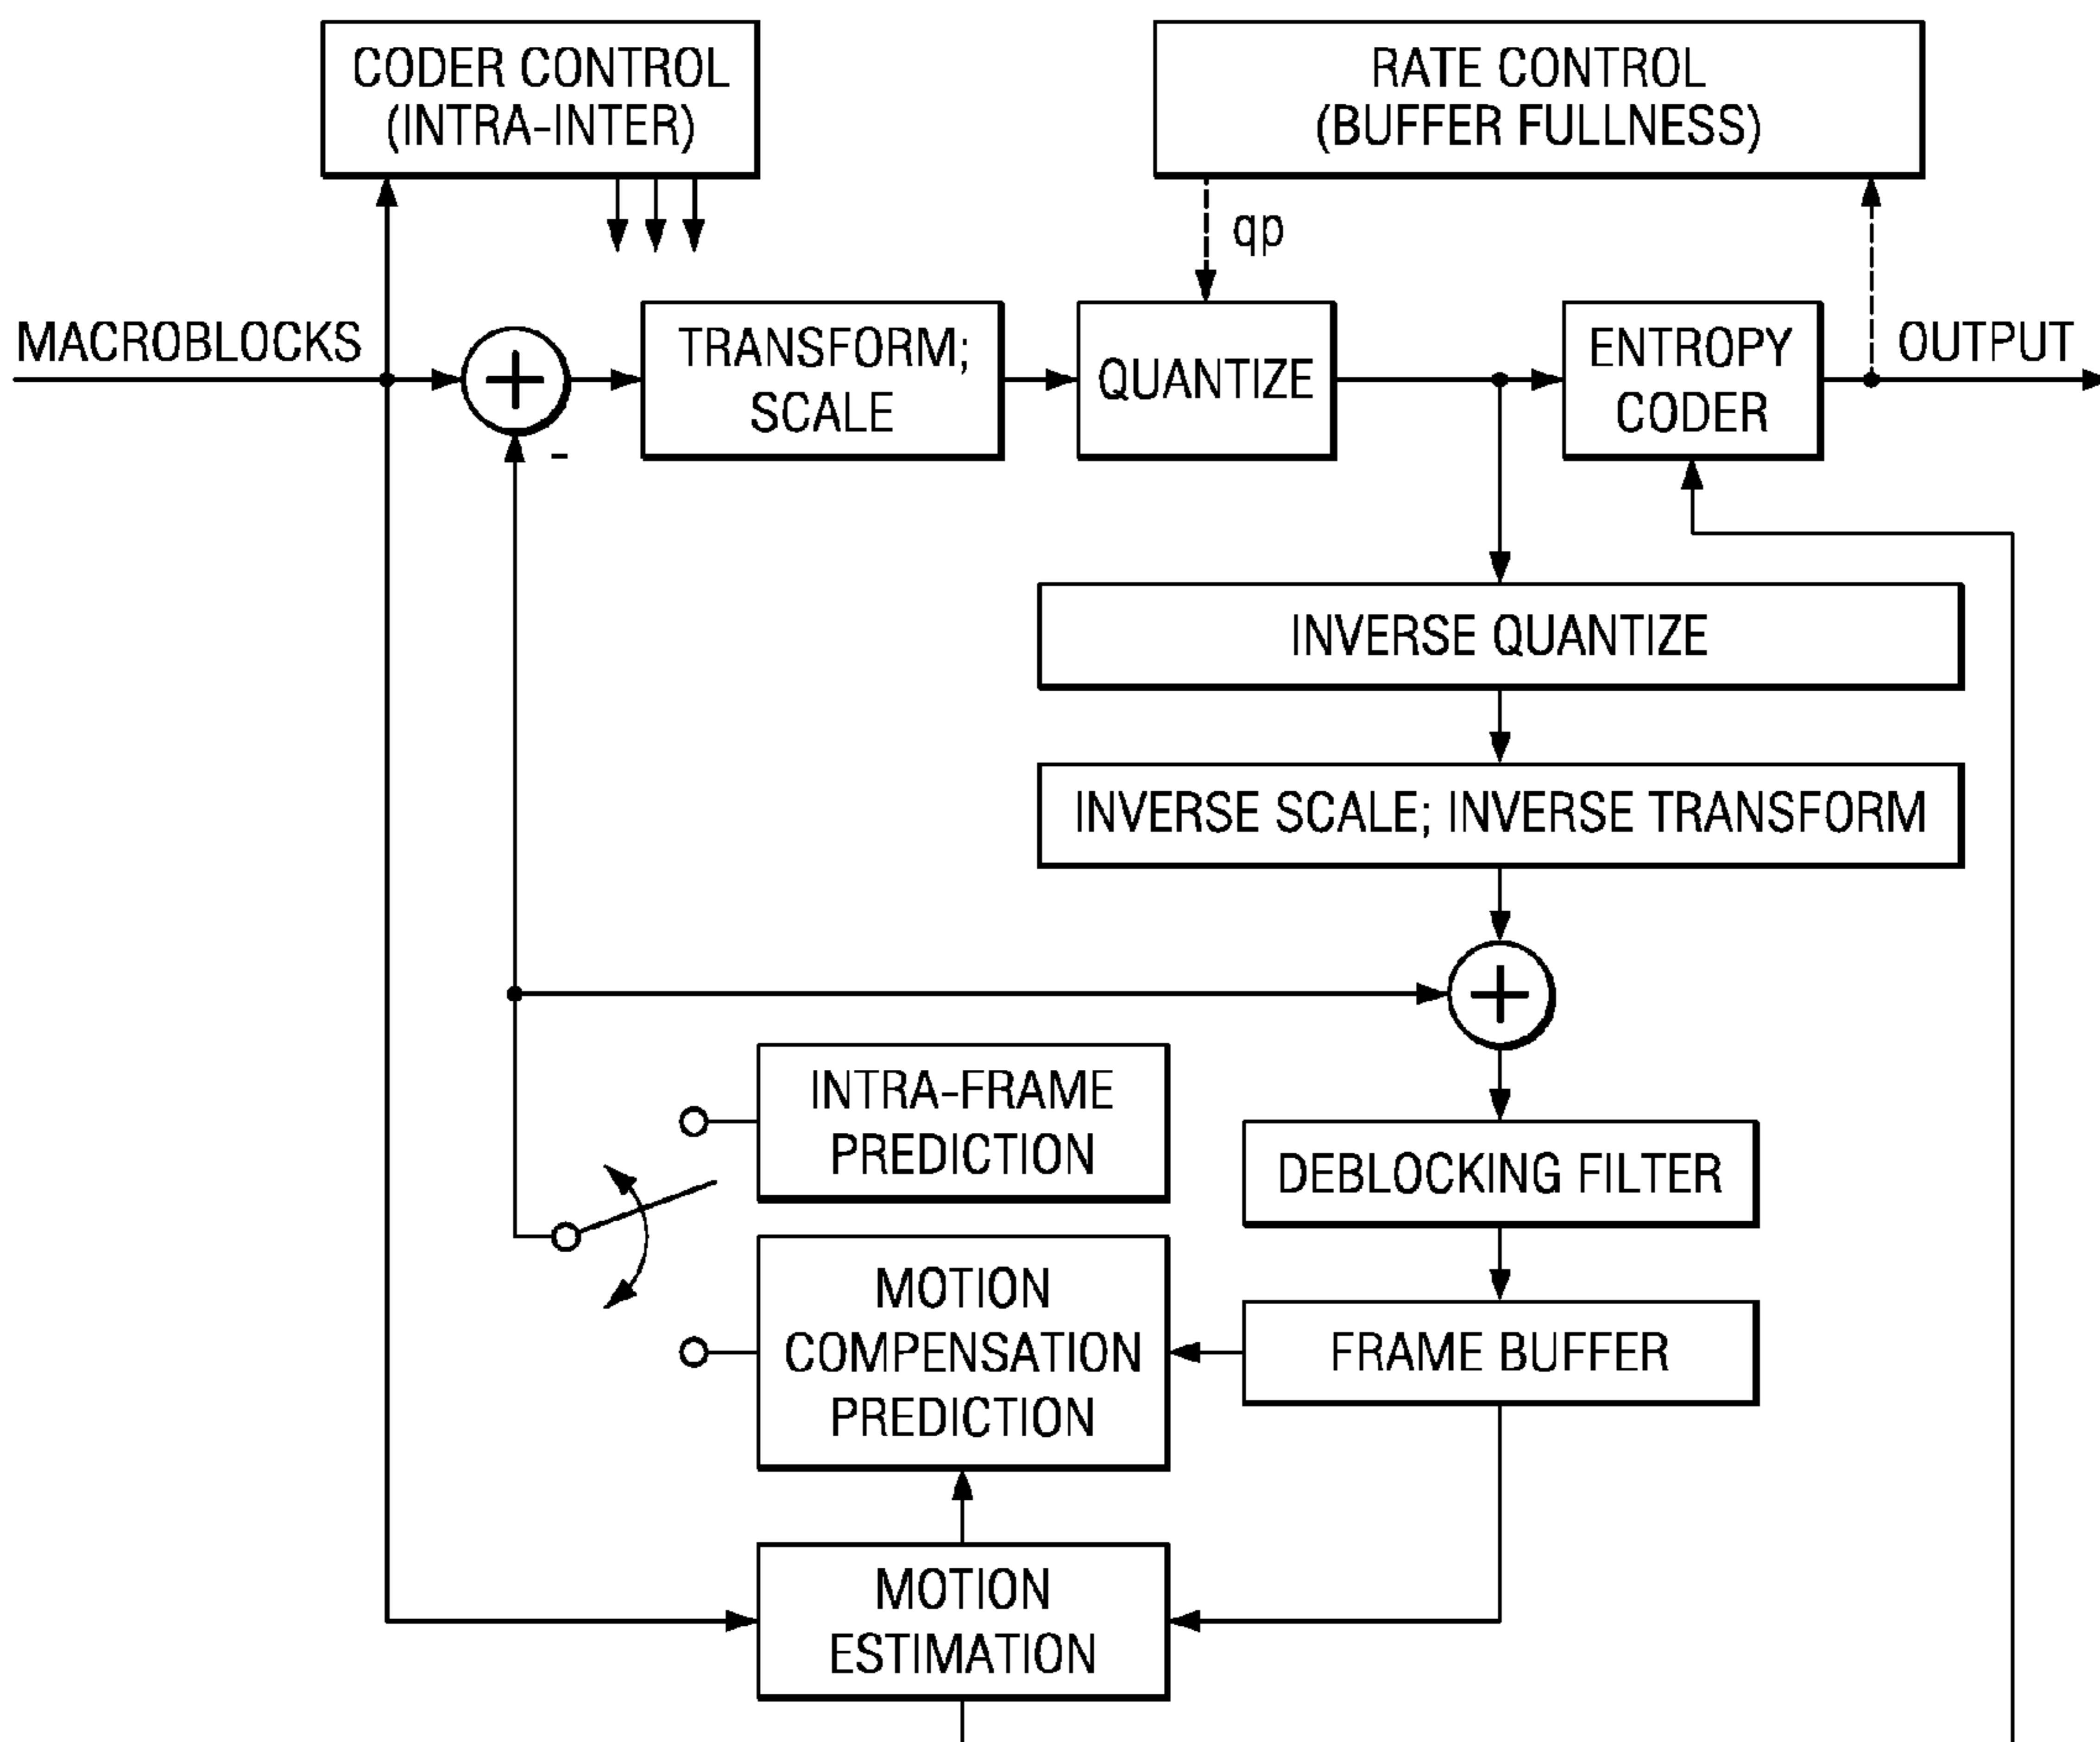 CODER CONTROL
(INTRA-INTER)
RATE CONTROL
(BUFFER FULLNESS)
qp
MACROBLOCKS
+
-
TRANSFORM;
SCALE
QUANTIZE
ENTROPY
CODER
OUTPUT
INVERSE QUANTIZE
INVERSE SCALE; INVERSE TRANSFORM
+
INTRA-FRAME
PREDICTION
DEBLOCKING FILTER
MOTION
COMPENSATION
PREDICTION
FRAME BUFFER
MOTION
ESTIMATION